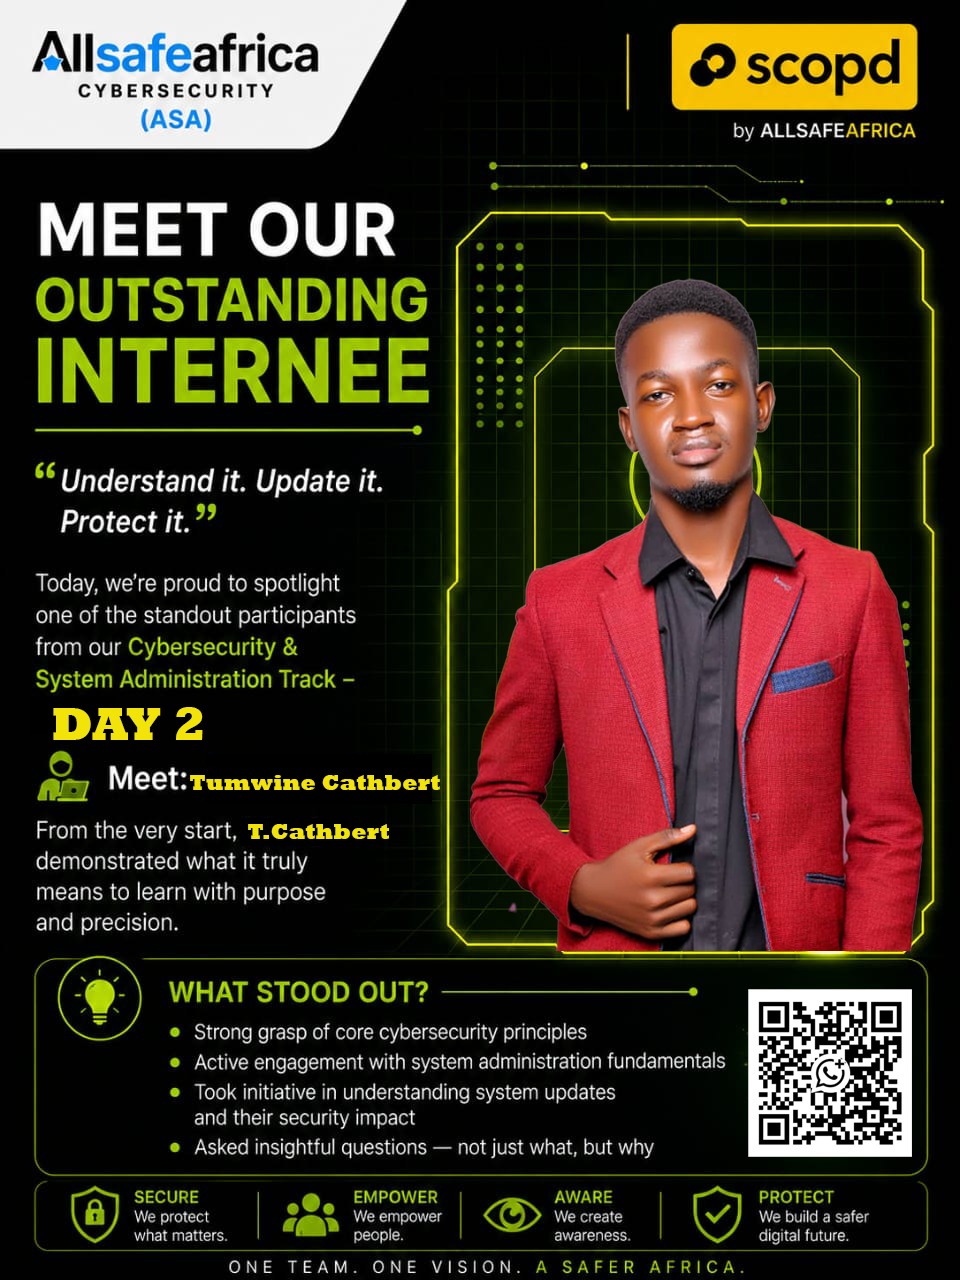 Allsafeafrica
CYBERSECURITY
(ASA)
scopd
by ALLSAFEAFRICA
MEET OUR
OUTSTANDING
INTERNEE
“Understand it. Update it.
Protect it.”
Today, we’re proud to spotlight
one of the standout participants
from our Cybersecurity &
System Administration Track –
DAY 2
Meet: Tumwine Cathbert
From the very start, T.Cathbert
demonstrated what it truly
means to learn with purpose
and precision.
WHAT STOOD OUT?
• Strong grasp of core cybersecurity principles
• Active engagement with system administration fundamentals
• Took initiative in understanding system updates
and their security impact
• Asked insightful questions — not just what, but why
SECURE
We protect
what matters.
EMPOWER
We empower
people.
AWARE
We create
awareness.
PROTECT
We build a safer
digital future.
ONE TEAM. ONE VISION. A SAFER AFRICA.